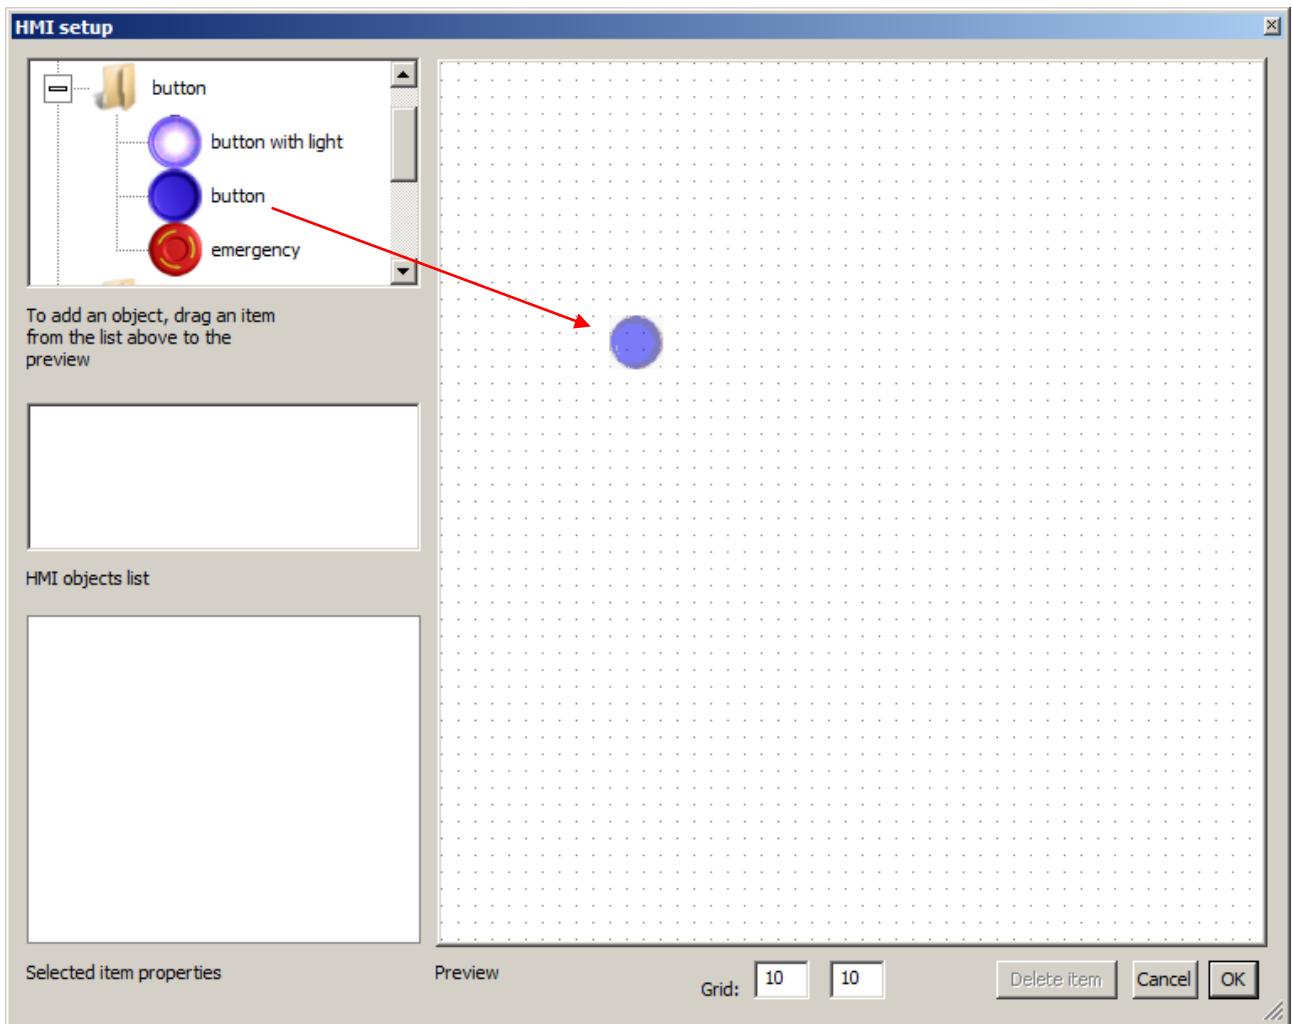 HMI setup
button
button with light
button
emergency
To add an object, drag an item
from the list above to the
preview
HMI objects list
Selected item properties
Preview
Grid: 10 10
Delete item Cancel OK